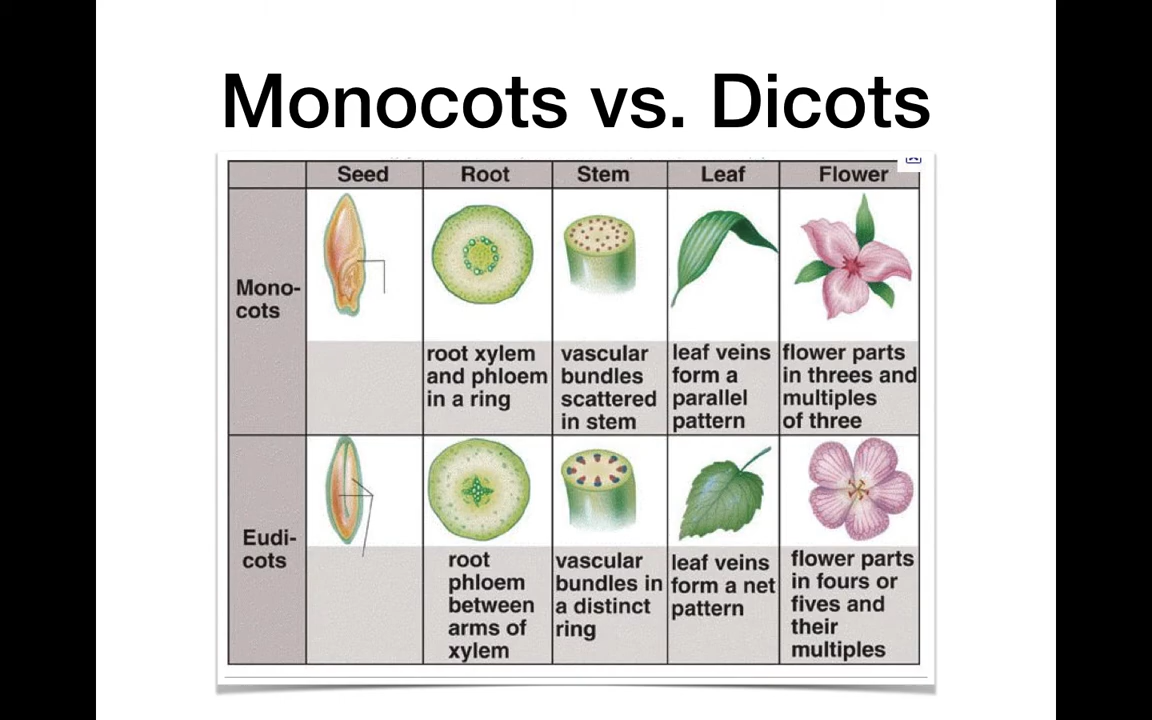 Monocots vs. Dicots
Seed Root Stem Leaf Flower
Mono-
cots
root xylem
and phloem
in a ring
vascular
bundles
scattered
in stem
leaf veins
form a
parallel
pattern
flower parts
in threes and
multiples
of three
Eudi-
cots
root
phloem
between
arms of
xylem
vascular
bundles in
a distinct
ring
leaf veins
form a net
pattern
flower parts
in fours or
fives and
their
multiples